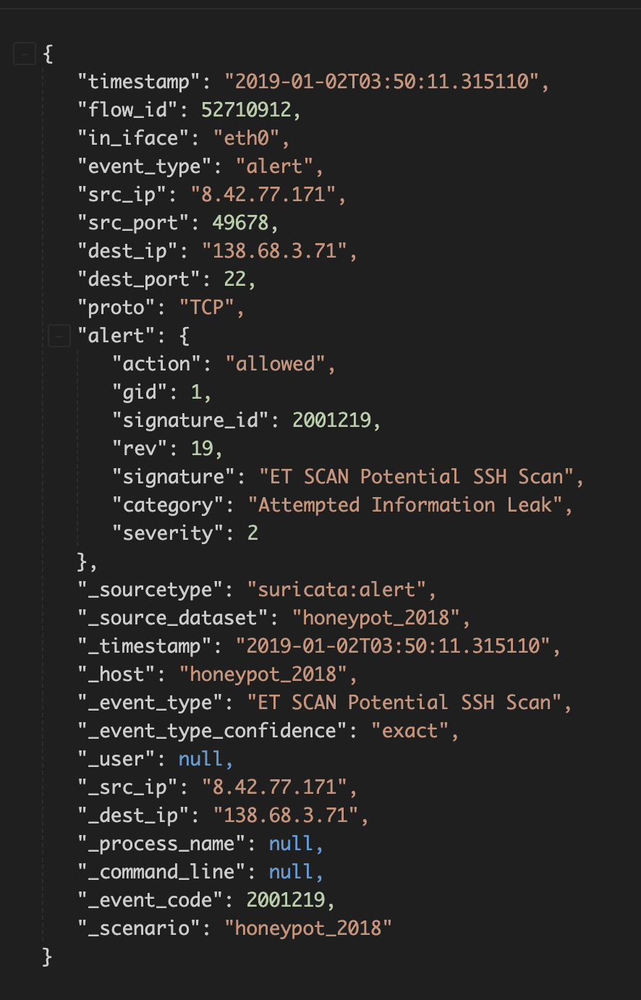 {
"timestamp": "2019-01-02T03:50:11.315110",
"flow_id": 52710912,
"in_iface": "eth0",
"event_type": "alert",
"src_ip": "8.42.77.171",
"src_port": 49678,
"dest_ip": "138.68.3.71",
"dest_port": 22,
"proto": "TCP",
"alert": {
"action": "allowed",
"gid": 1,
"signature_id": 2001219,
"rev": 19,
"signature": "ET SCAN Potential SSH Scan",
"category": "Attempted Information Leak",
"severity": 2
},
"_sourcetype": "suricata:alert",
"_source_dataset": "honeypot_2018",
"_timestamp": "2019-01-02T03:50:11.315110",
"_host": "honeypot_2018",
"_event_type": "ET SCAN Potential SSH Scan",
"_event_type_confidence": "exact",
"_user": null,
"_src_ip": "8.42.77.171",
"_dest_ip": "138.68.3.71",
"_process_name": null,
"_command_line": null,
"_event_code": 2001219,
"_scenario": "honeypot_2018"
}